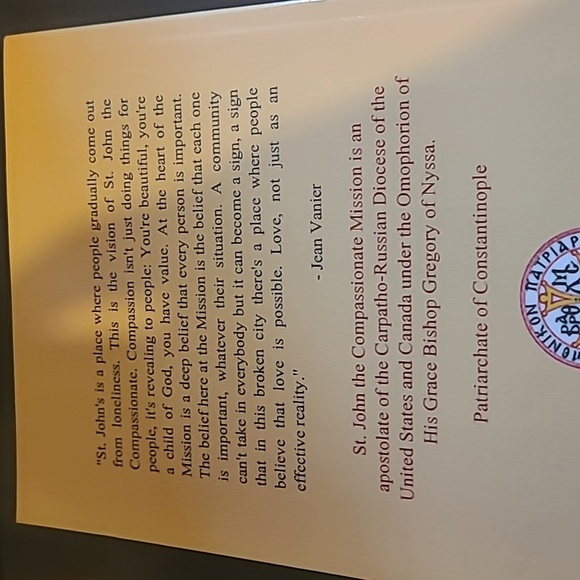 "St. John's is a place where people gradually come out
from loneliness. This is the vision of St. John the
Compassionate. Compassion isn't just doing things for
people, it's revealing to people: You're beautiful, you're
a child of God, you have value. At the heart of the
Mission is a deep belief that every person is important.
The belief here at the Mission is the belief that each one
is important, whatever their situation. A community
can't take in everybody but it can become a sign, a sign
that in this broken city there's a place where people
believe that love is possible. Love, not just as an
effective reality."
- Jean Vanier
St. John the Compassionate Mission is an
apostolate of the Carpatho-Russian Diocese of the
United States and Canada under the Omophorion of
His Grace Bishop Gregory of Nyssa.
Patriarchate of Constantinople